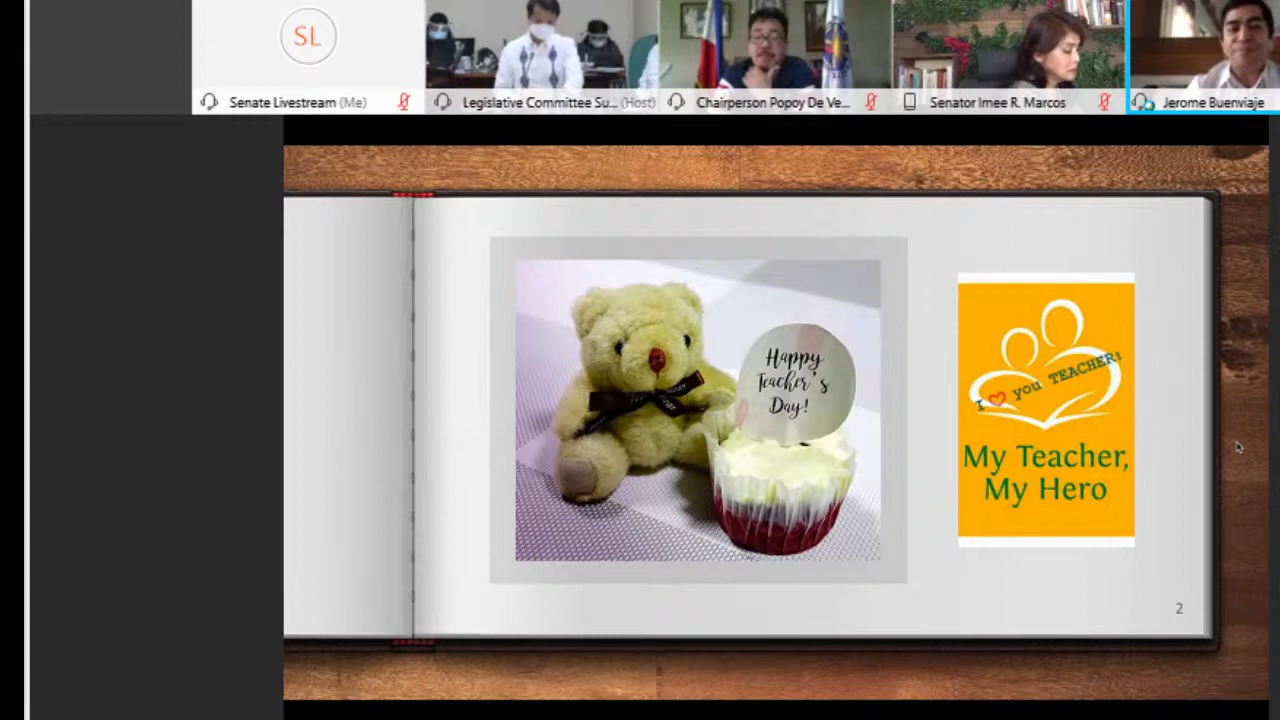 SL
Senate Livestream (Me)
Legislative Committee Su... (Host)
Chairperson Popoy De Ve...
Senator Imee R. Marcos
Jerome Buenviaje
Happy
Teacher's
Day!
I you TEACHER!
My Teacher,
My Hero
2